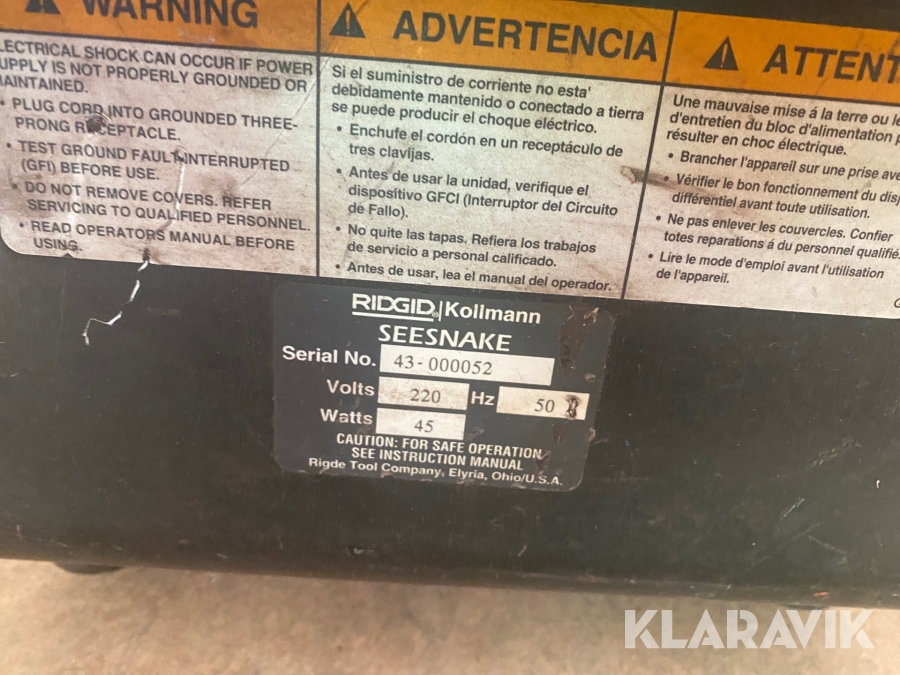 WARNING
ELECTRICAL SHOCK CAN OCCUR IF POWER
SUPPLY IS NOT PROPERLY GROUNDED OR
MAINTAINED.
• PLUG CORD INTO GROUNDED THREE-
PRONG RECEPTACLE.
• TEST GROUND FAULT INTERRUPTED
(GFI) BEFORE USE.
• DO NOT REMOVE COVERS. REFER
SERVICING TO QUALIFIED PERSONNEL.
• READ OPERATORS MANUAL BEFORE
USING.
ADVERTENCIA
Si el suministro de corriente no esta'
debidamente mantenido o conectado a tierra
se puede producir el choque eléctrico.
• Enchufe el cordón en un receptáculo de
tres clavijas.
• Antes de usar la unidad, verifique el
dispositivo GFCI (Interruptor del Circuito
de Fallo).
• No quite las tapas. Refiera los trabajos
de servicio a personal calificado.
• Antes de usar, lea el manual del operador.
ATTENT
Une mauvaise mise á la terre ou le
d'entretien du bloc d'alimentation p
résulter en choc électrique.
• Brancher l'appareil sur une prise ave
• Vérifier le bon fonctionnement du disp
différentiel avant toute utilisation.
• Ne pas enlever les couvercles. Confier
totes reparations á du personnel qualifié.
• Lire le mode d'emploi avant l'utilisation
de l'appareil.
RIDGID® | Kollmann
SEESNAKE
Serial No. 43-000052
Volts 220 Hz 50
Watts 45
CAUTION: FOR SAFE OPERATION
SEE INSTRUCTION MANUAL
Rigde Tool Company, Elyria, Ohio/U.S.A.
KLARAVIK